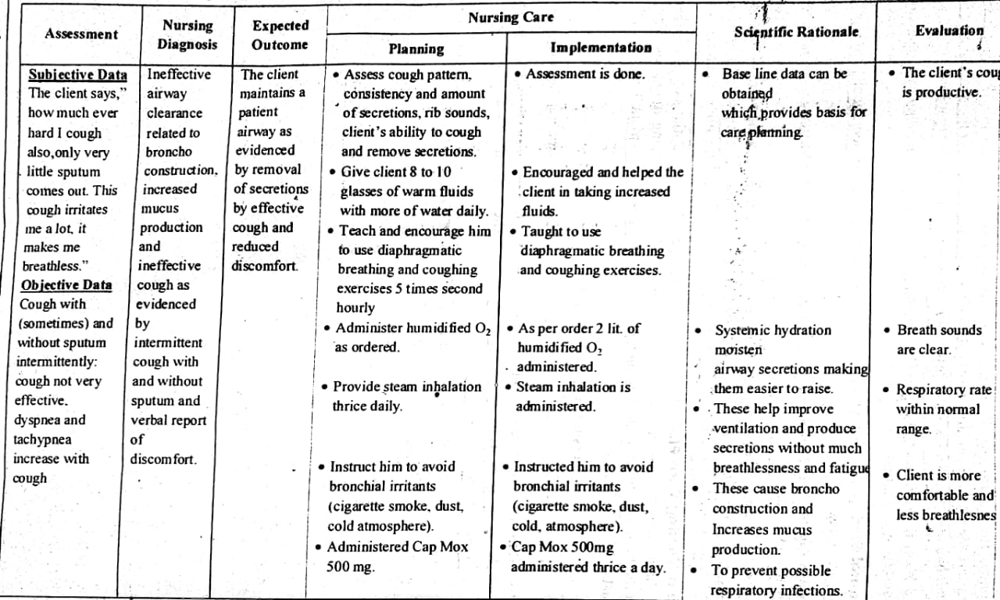 Assessment
Nursing
Diagnosis
Expected
Outcome
Nursing Care
Planning
Implementation
Scientific Rationale
Evaluation
Subjective Data
The client says,”
how much ever
hard I cough
also,only very
little sputum
comes out. This
cough irritates
me a lot, it
makes me
breathless.”
Objective Data
Cough with
(sometimes) and
without sputum
intermittently:
cough not very
effective.
dyspnea and
tachypnea
increase with
cough
Ineffective
airway
clearance
related to
broncho
construction,
increased
mucus
production
and
ineffective
cough as
evidenced
by
intermittent
cough with
and without
sputum and
verbal report
of
discomfort.
The client
maintains a
patient
airway as
evidenced
by removal
of secretions
by effective
cough and
reduced
discomfort.
• Assess cough pattern,
consistency and amount
of secretions, rib sounds,
client's ability to cough
and remove secretions.
• Give client 8 to 10
glasses of warm fluids
with more of water daily.
• Teach and encourage him
to use diaphragmatic
breathing and coughing
exercises 5 times second
hourly
• Administer humidified O2
as ordered.
• Provide steam inhalation
thrice daily.
• Instruct him to avoid
bronchial irritants
(cigarette smoke, dust,
cold atmosphere).
• Administered Cap Mox
500 mg.
• Assessment is done.
• Encouraged and helped the
client in taking increased
fluids.
• Taught to use
diaphragmatic breathing
and coughing exercises.
• As per order 2 lit. of
humidified O2
administered.
• Steam inhalation is
administered.
• Instructed him to avoid
bronchial irritants
(cigarette smoke, dust,
cold, atmosphere).
• Cap Mox 500mg
administered thrice a day.
• Base line data can be
obtained
which provides basis for
care planning.
• Systemic hydration
moisten
airway secretions making
them easier to raise.
• These help improve
ventilation and produce
secretions without much
breathlessness and fatigue
• These cause broncho
construction and
Increases mucus
production.
• To prevent possible
respiratory infections.
• The client's coug
is productive.
• Breath sounds
are clear.
• Respiratory rate
within normal
range.
• Client is more
comfortable and
less breathlesnes